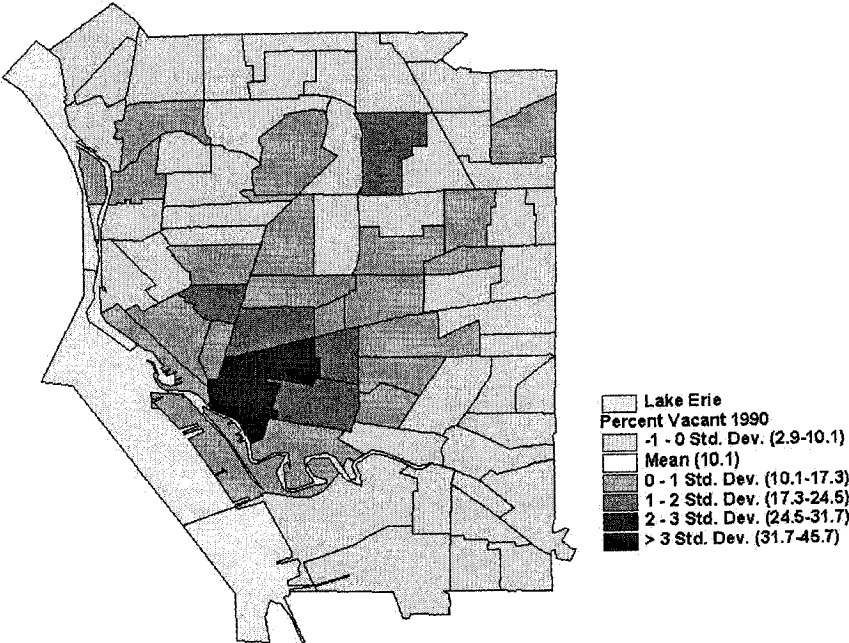 Lake Erie
Percent Vacant 1990
-1 - 0 Std. Dev. (2.9-10.1)
Mean (10.1)
0 - 1 Std. Dev. (10.1-17.3)
1 - 2 Std. Dev. (17.3-24.5)
2 - 3 Std. Dev. (24.5-31.7)
> 3 Std. Dev. (31.7-45.7)